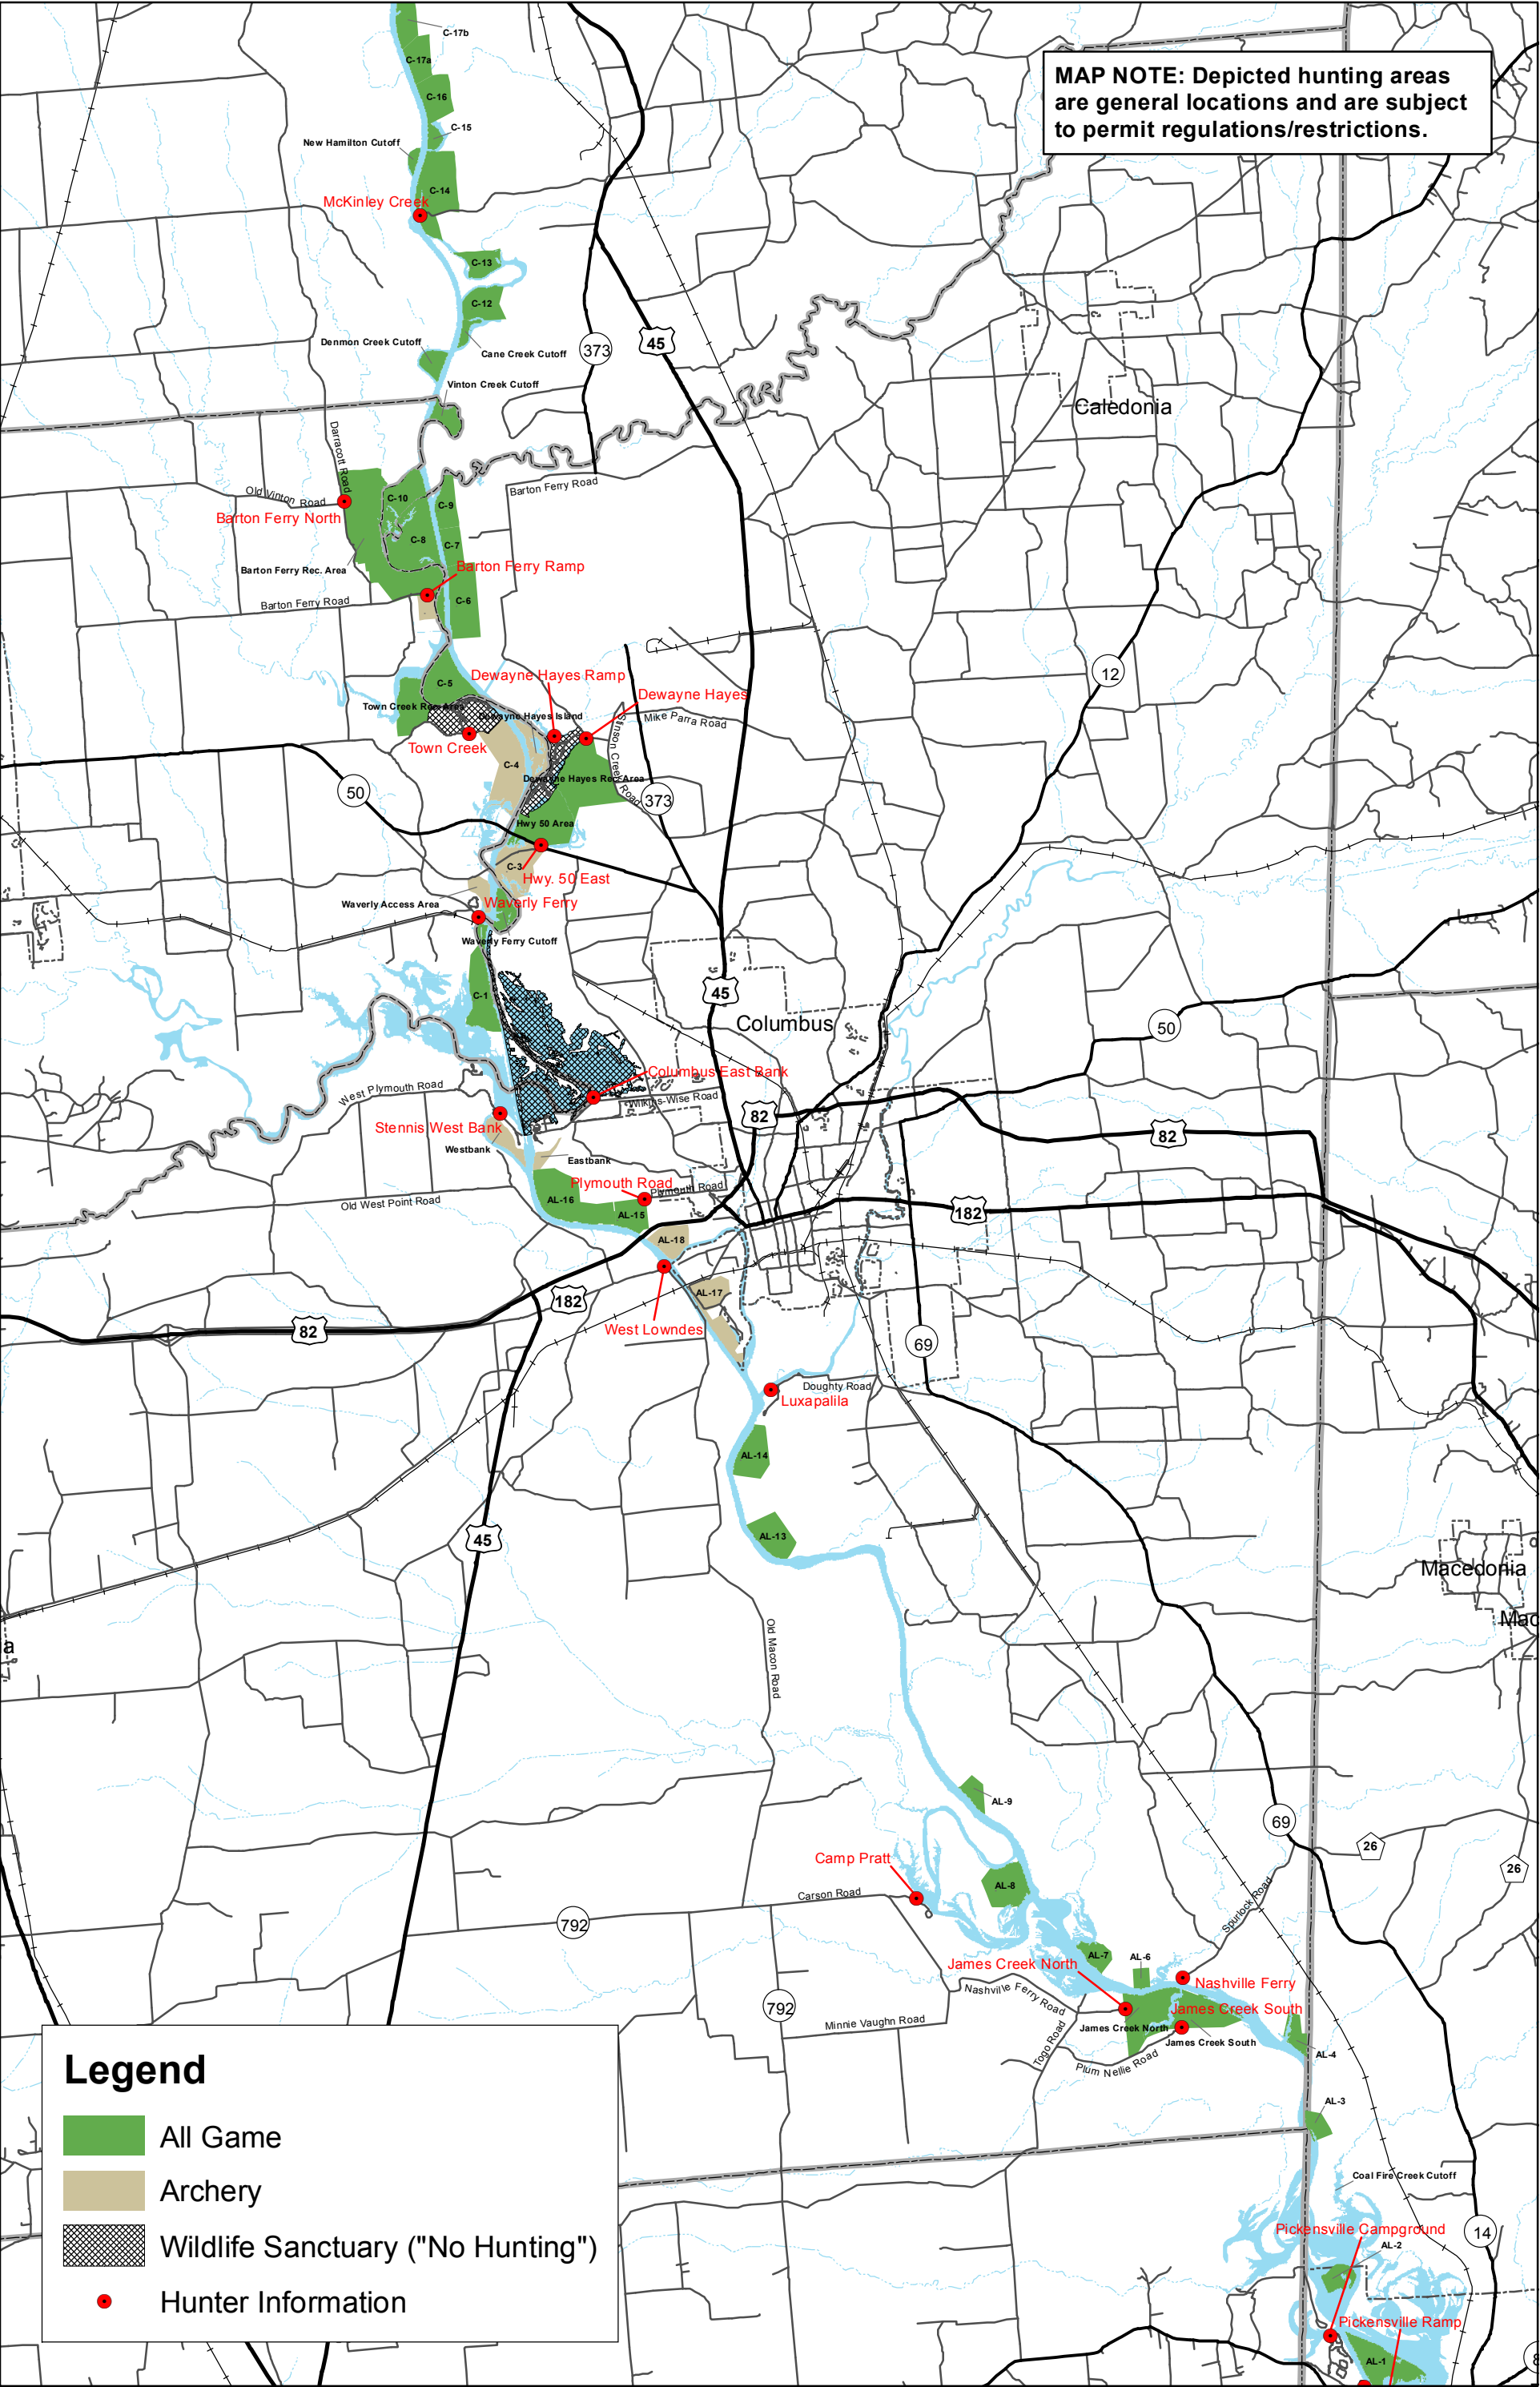 C-17b
MAP NOTE: Depicted hunting areas
are general locations and are subject
to permit regulations/restrictions.
C-17a
C-16
C-15
New Hamilton Cutoff
C-14
McKinley Creek
C-13
C-12
Denmon Creek Cutoff
Cane Creek Cutoff
373
45
Vinton Creek Cutoff
Caledonia
Darracott Road
Old Vinton Road
C-10
C-9
Barton Ferry Road
Barton Ferry North
C-8
C-7
Barton Ferry Rec. Area
Barton Ferry Ramp
Barton Ferry Road
C-6
12
C-5
Dewayne Hayes Ramp
Dewayne Hayes
Town Creek Rec. Area
Dewayne Hayes Island
Mike Parra Road
Stinson Creek Road
Town Creek
C-4
Dewayne Hayes Rec. Area
50
373
Hwy 50 Area
C-3
Hwy. 50 East
Waverly Access Area
Waverly Ferry
Waverly Ferry Cutoff
C-1
45
Columbus
50
Columbus East Bank
West Plymouth Road
Wilkins-Wise Road
82
82
Stennis West Bank
Westbank
Eastbank
Plymouth Road
Plymouth Road
Old West Point Road
AL-16
AL-15
182
AL-18
AL-17
182
82
West Lowndes
69
Doughty Road
Luxapalila
AL-14
AL-13
45
Macedonia
Mac
a
Old Macon Road
AL-9
69
26
26
Camp Pratt
AL-8
Carson Road
792
Spurlock Road
AL-7
AL-6
James Creek North
Nashville Ferry
Nashville Ferry Road
792
James Creek South
Minnie Vaughn Road
James Creek North
James Creek South
Togo Road
Plum Nellie Road
AL-4
AL-3
Coal Fire Creek Cutoff
Pickensville Campground
14
AL-2
Pickensville Ramp
AL-1
8
Legend
All Game
Archery
Wildlife Sanctuary ("No Hunting")
Hunter Information